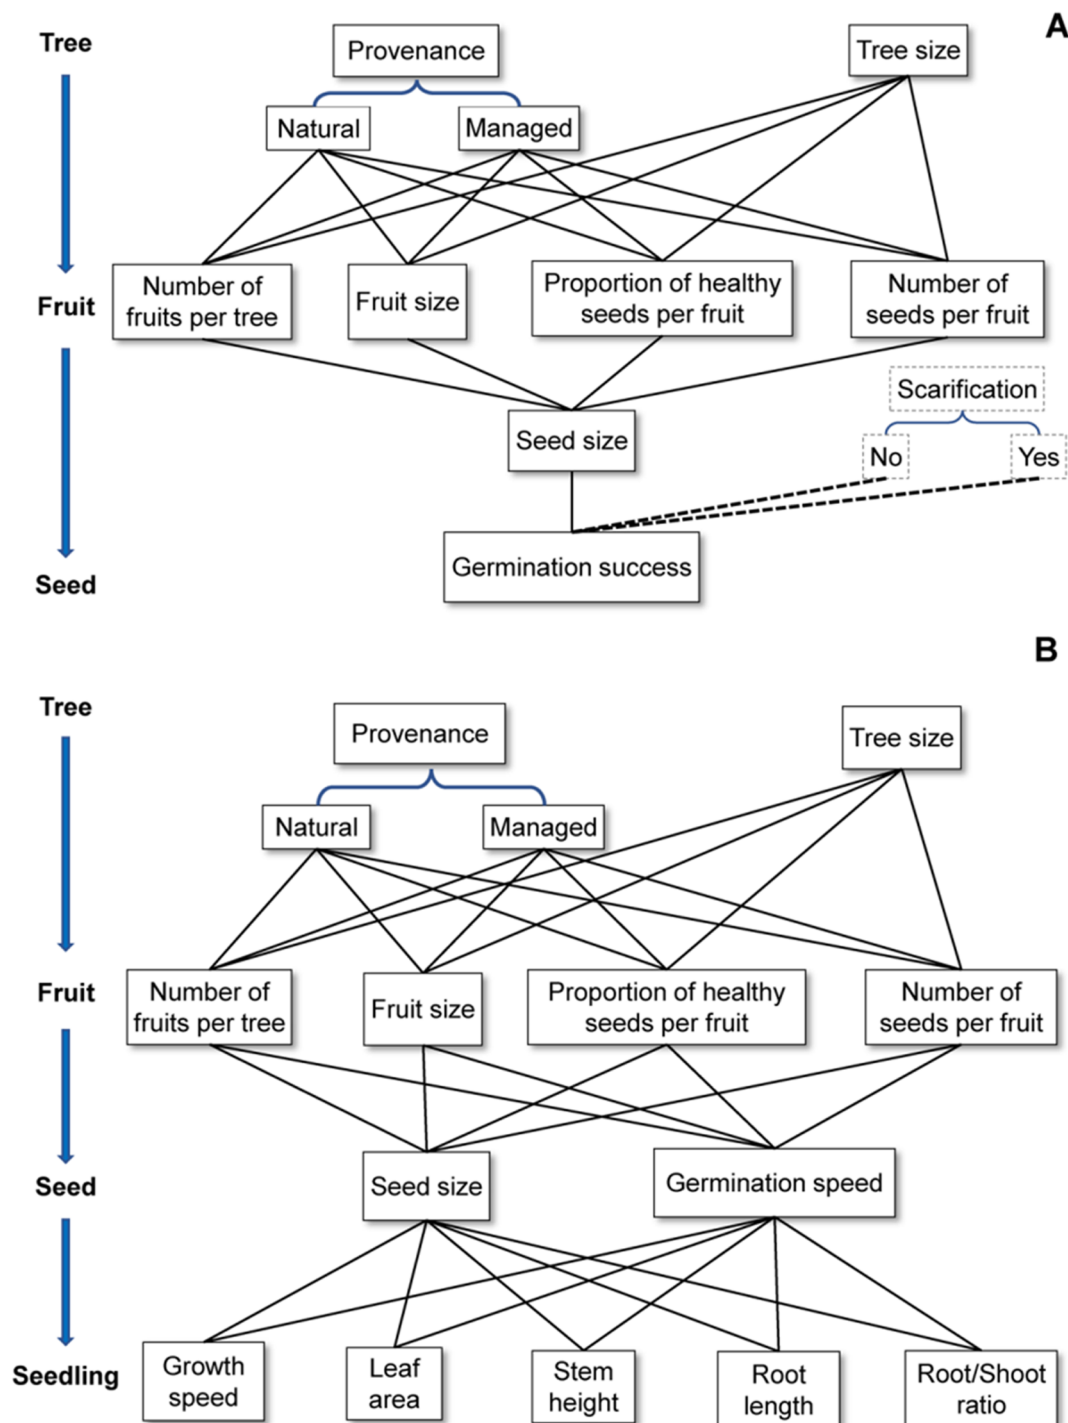 A
Tree
Provenance
Tree size
Natural
Managed
Fruit
Number of
fruits per tree
Fruit size
Proportion of healthy
seeds per fruit
Number of
seeds per fruit
Scarification
No
Yes
Seed size
Germination success
Seed
B
Tree
Provenance
Tree size
Natural
Managed
Fruit
Number of
fruits per tree
Fruit size
Proportion of healthy
seeds per fruit
Number of
seeds per fruit
Seed
Seed size
Germination speed
Seedling
Growth
speed
Leaf
area
Stem
height
Root
length
Root/Shoot
ratio